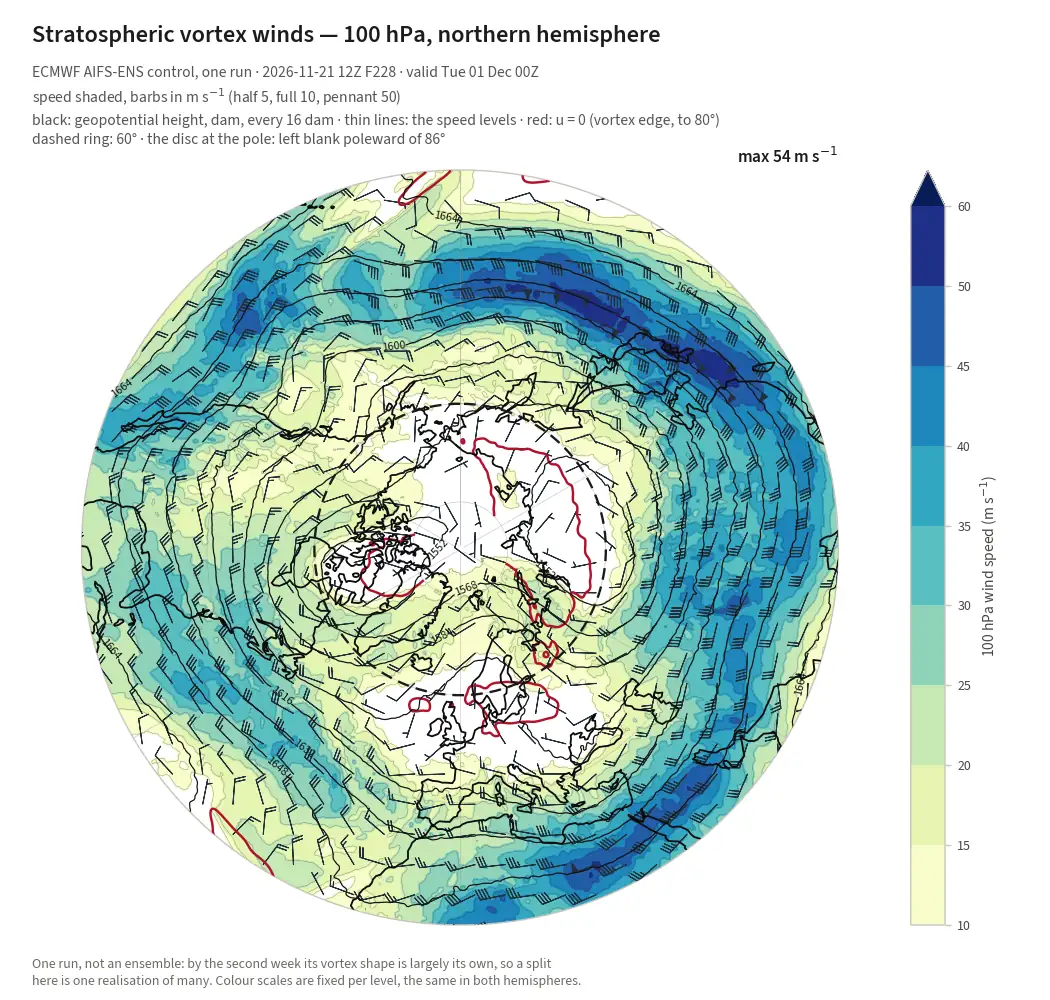 Stratospheric vortex winds — 100 hPa, northern hemisphere
ECMWF AIFS-ENS control, one run · 2026-11-21 12Z F228 · valid Tue 01 Dec 00Z
speed shaded, barbs in m s⁻¹ (half 5, full 10, pennant 50)
black: geopotential height, dam, every 16 dam · thin lines: the speed levels · red: u = 0 (vortex edge, to 80°)
dashed ring: 60° · the disc at the pole: left blank poleward of 86°
max 54 m s⁻¹
1664
1664
1600
1664
1552
1568
1616
1664
1648
60
50
45
40
35
30
25
20
15
10
100 hPa wind speed (m s⁻¹)
One run, not an ensemble: by the second week its vortex shape is largely its own, so a split
here is one realisation of many. Colour scales are fixed per level, the same in both hemispheres.